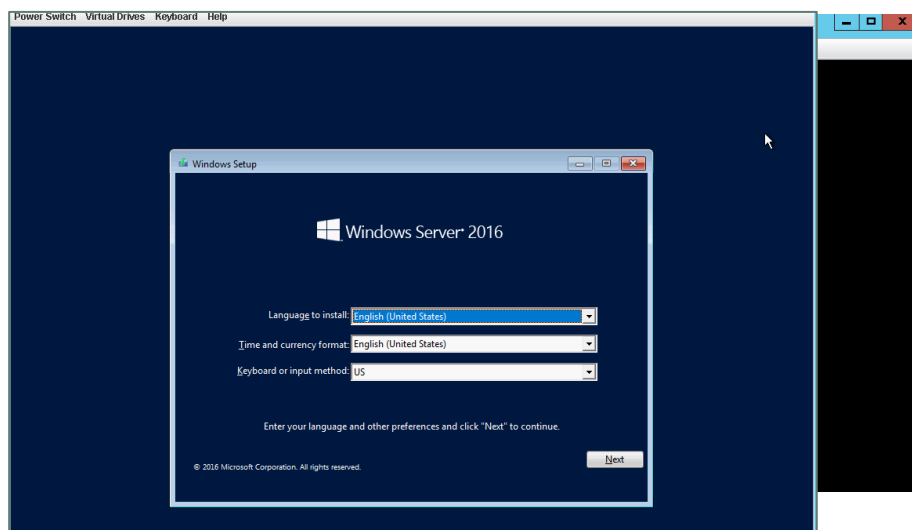 Power Switch Virtual Drives Keyboard Help
Windows Setup
Windows Server 2016
Language to install: English (United States)
Time and currency format: English (United States)
Keyboard or input method: US
Enter your language and other preferences and click "Next" to continue.
Next
© 2016 Microsoft Corporation. All rights reserved.